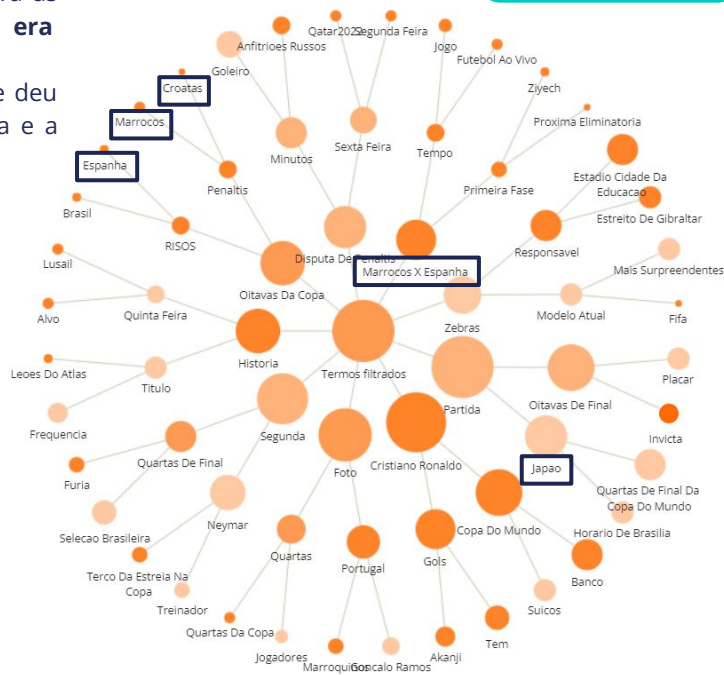 era
e deu
a e a
Qatar2022
Segunda Feira
Anfitrioes Russos
Jogo
Goleiro
Futebol Ao Vivo
Croatas
Ziyech
Marrocos
Proxima Eliminatoria
Minutos
Sexta Feira
Tempo
Espanha
Penaltis
Primeira Fase
Estadio Cidade Da
Educacao
Brasil
Estreito De Gibraltar
RISOS
Disputa De Penaltis
Responsavel
Lusail
Marrocos X Espanha
Mais Surpreendentes
Oitavas Da Copa
Alvo
Quinta Feira
Zebras
Modelo Atual
Fifa
Historia
Leoes Do Atlas
Titulo
Termos filtrados
Placar
Partida
Oitavas De Final
Frequencia
Segunda
Invicta
Furia
Quartas De Final
Foto
Cristiano Ronaldo
Japao
Quartas De Final Da
Copa Do Mundo
Selecao Brasileira
Neymar
Copa Do Mundo
Horario De Brasilia
Terco Da Estreia Na
Copa
Quartas
Portugal
Gols
Banco
Treinador
Suicos
Quartas Da Copa
Tem
Jogadores
Marroquinos
Goncalo Ramos
Akanji